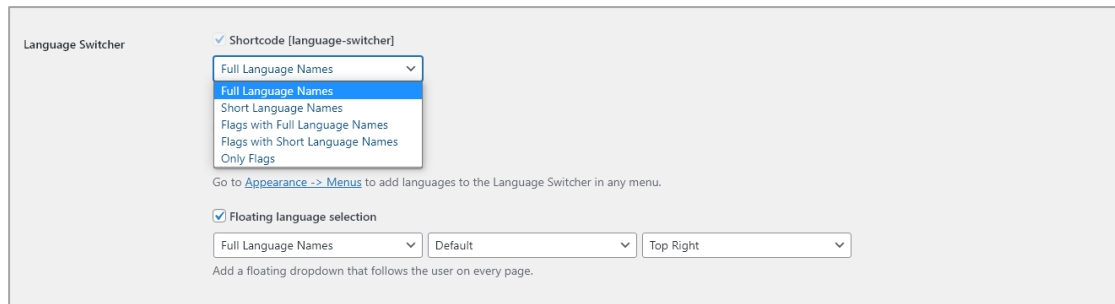 Language Switcher
Shortcode [language-switcher]
Full Language Names
Full Language Names
Short Language Names
Flags with Full Language Names
Flags with Short Language Names
Only Flags
Go to Appearance -> Menus to add languages to the Language Switcher in any menu.
Floating language selection
Full Language Names Default Top Right
Add a floating dropdown that follows the user on every page.